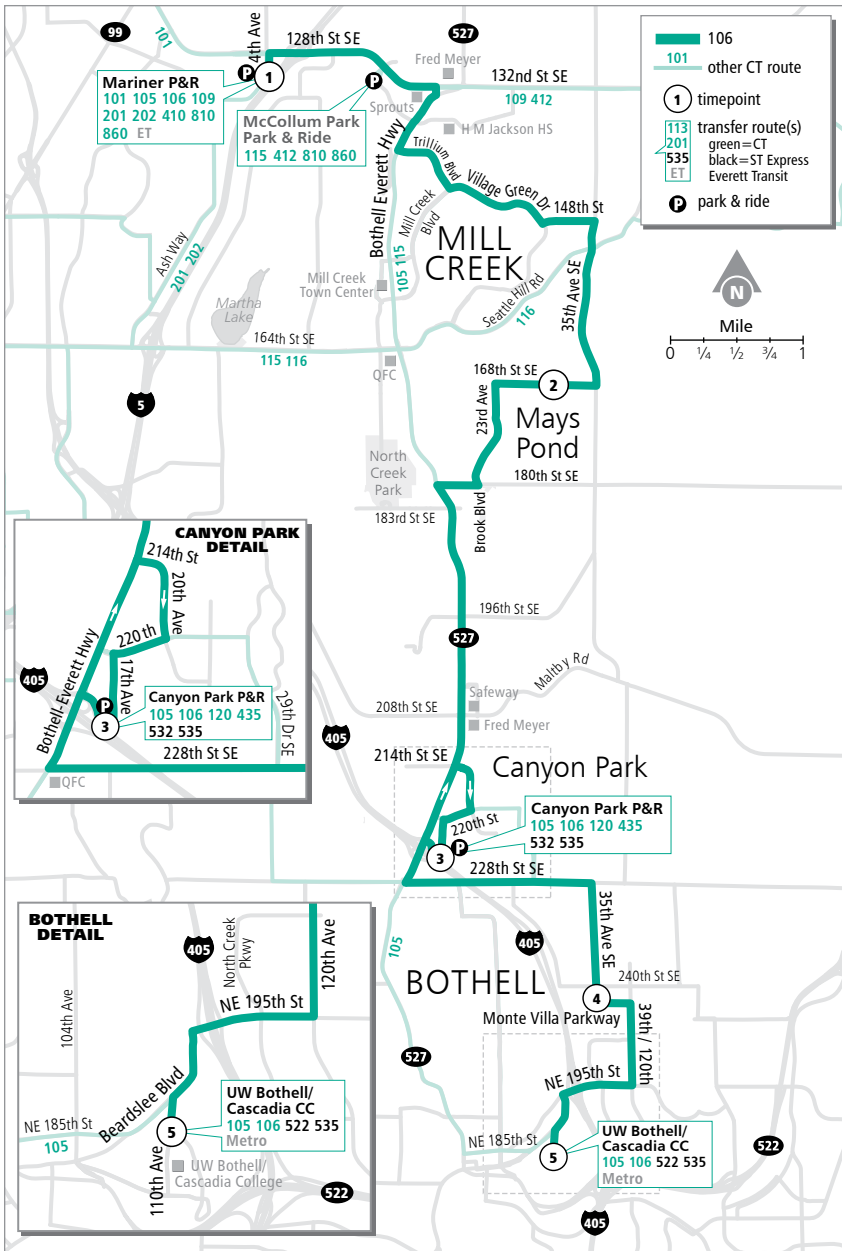 99
101
4th Ave
128th St SE
527
Fred Meyer
132nd St SE
109 412
P
1
Mariner P&R
101 105 106 109
201 202 410 810
860 ET
P
McCollum Park
Park & Ride
115 412 810 860
Sprouts
H M Jackson HS
106
101
other CT route
1
timepoint
113
201
535
ET
transfer route(s)
green=CT
black=ST Express
Everett Transit
P
park & ride
N
Mile
0 ¼ ½ ¾ 1
Bothell Everett Hwy
Trillium Blvd
Village Green Dr
148th St
Mill Creek
Blvd
MILL
CREEK
105 115
Ash Way
201 202
Martha
Lake
Mill Creek
Town Center
Seattle Hill Rd
116
35th Ave SE
164th St SE
115 116
QFC
5
168th St SE
2
23rd Ave
Mays
Pond
North
Creek
Park
180th St SE
183rd St SE
Brook Blvd
196th St SE
527
Maltby Rd
Safeway
208th St SE
Fred Meyer
405
214th St SE
Canyon Park
220th St
P
3
Canyon Park P&R
105 106 120 435
532 535
228th St SE
CANYON PARK
DETAIL
214th St
20th Ave
220th
Bothell-Everett Hwy
17th Ave
405
P
3
Canyon Park P&R
105 106 120 435
532 535
29th Dr SE
228th St SE
QFC
105
405
35th Ave SE
BOTHELL
240th St SE
4
Monte Villa Parkway
39th / 120th
527
NE 195th St
NE 185th St
5
UW Bothell/
Cascadia CC
105 106 522 535
Metro
522
405
BOTHELL
DETAIL
405
North Creek
Pkwy
120th Ave
104th Ave
NE 195th St
Beardslee Blvd
NE 185th St
105
5
UW Bothell/
Cascadia CC
105 106 522 535
Metro
110th Ave
UW Bothell/
Cascadia College
522